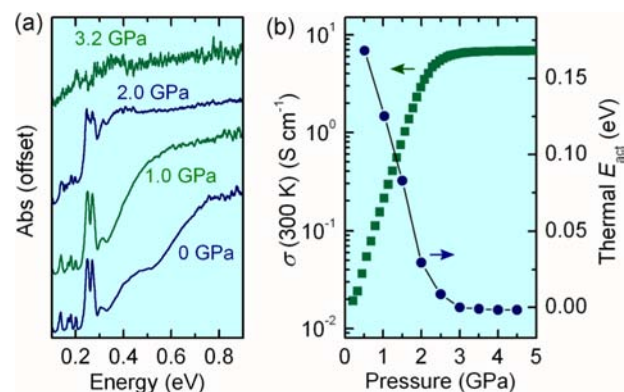 (a)
3.2 GPa
2.0 GPa
1.0 GPa
0 GPa
Abs (offset)
0.2 0.4 0.6 0.8
Energy (eV)
(b)
10¹
10⁰
10⁻¹
10⁻²
σ (300 K) (S cm⁻¹)
0.15
0.10
0.05
0.00
Thermal E_act (eV)
0 1 2 3 4 5
Pressure (GPa)